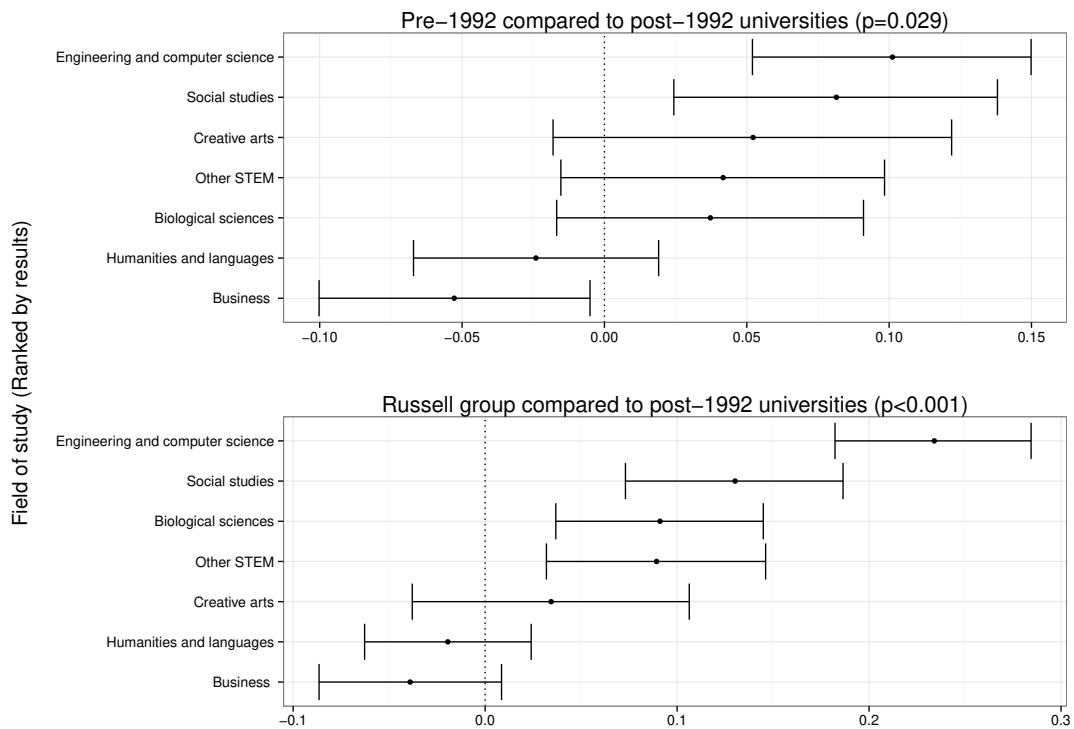 Pre−1992 compared to post−1992 universities (p=0.029)
Engineering and computer science
Social studies
Creative arts
Other STEM
Biological sciences
Humanities and languages
Business
−0.10 −0.05 0.00 0.05 0.10 0.15
Field of study (Ranked by results)
Russell group compared to post−1992 universities (p<0.001)
Engineering and computer science
Social studies
Biological sciences
Other STEM
Creative arts
Humanities and languages
Business
−0.1 0.0 0.1 0.2 0.3